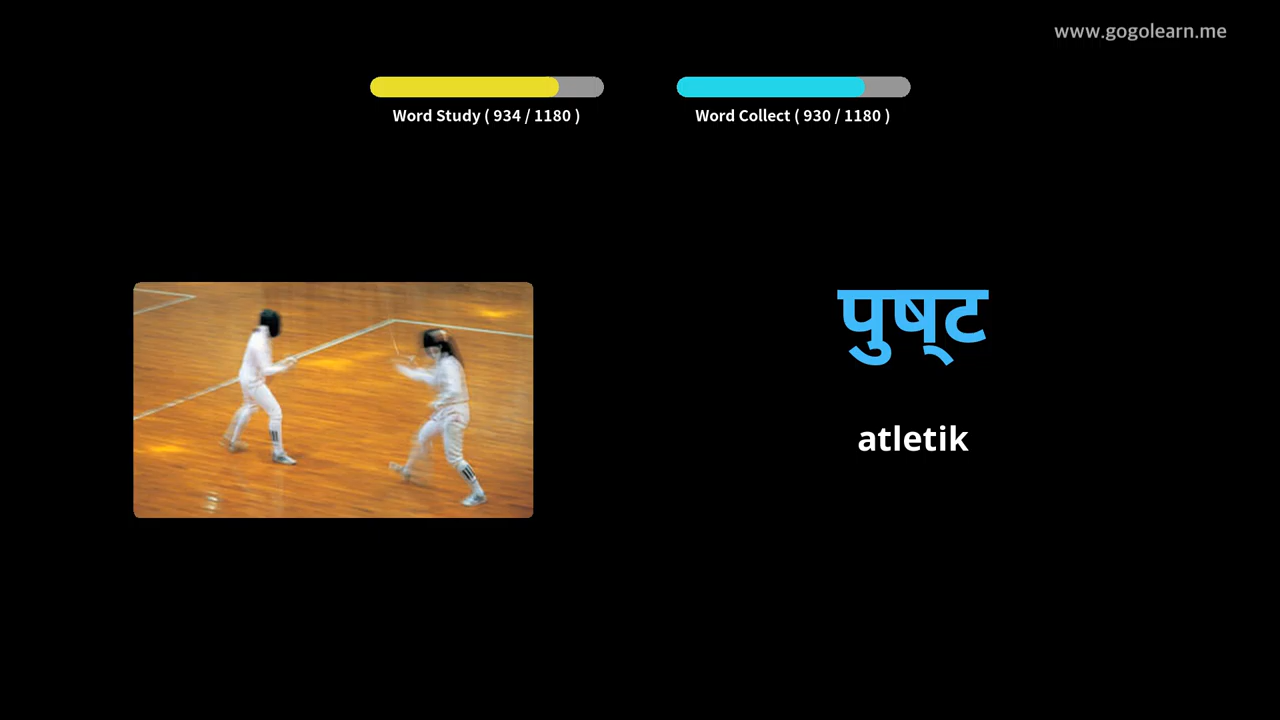 www.gogolearn.me
Word Study ( 934 / 1180 )
Word Collect ( 930 / 1180 )
पुष्ट
atletik